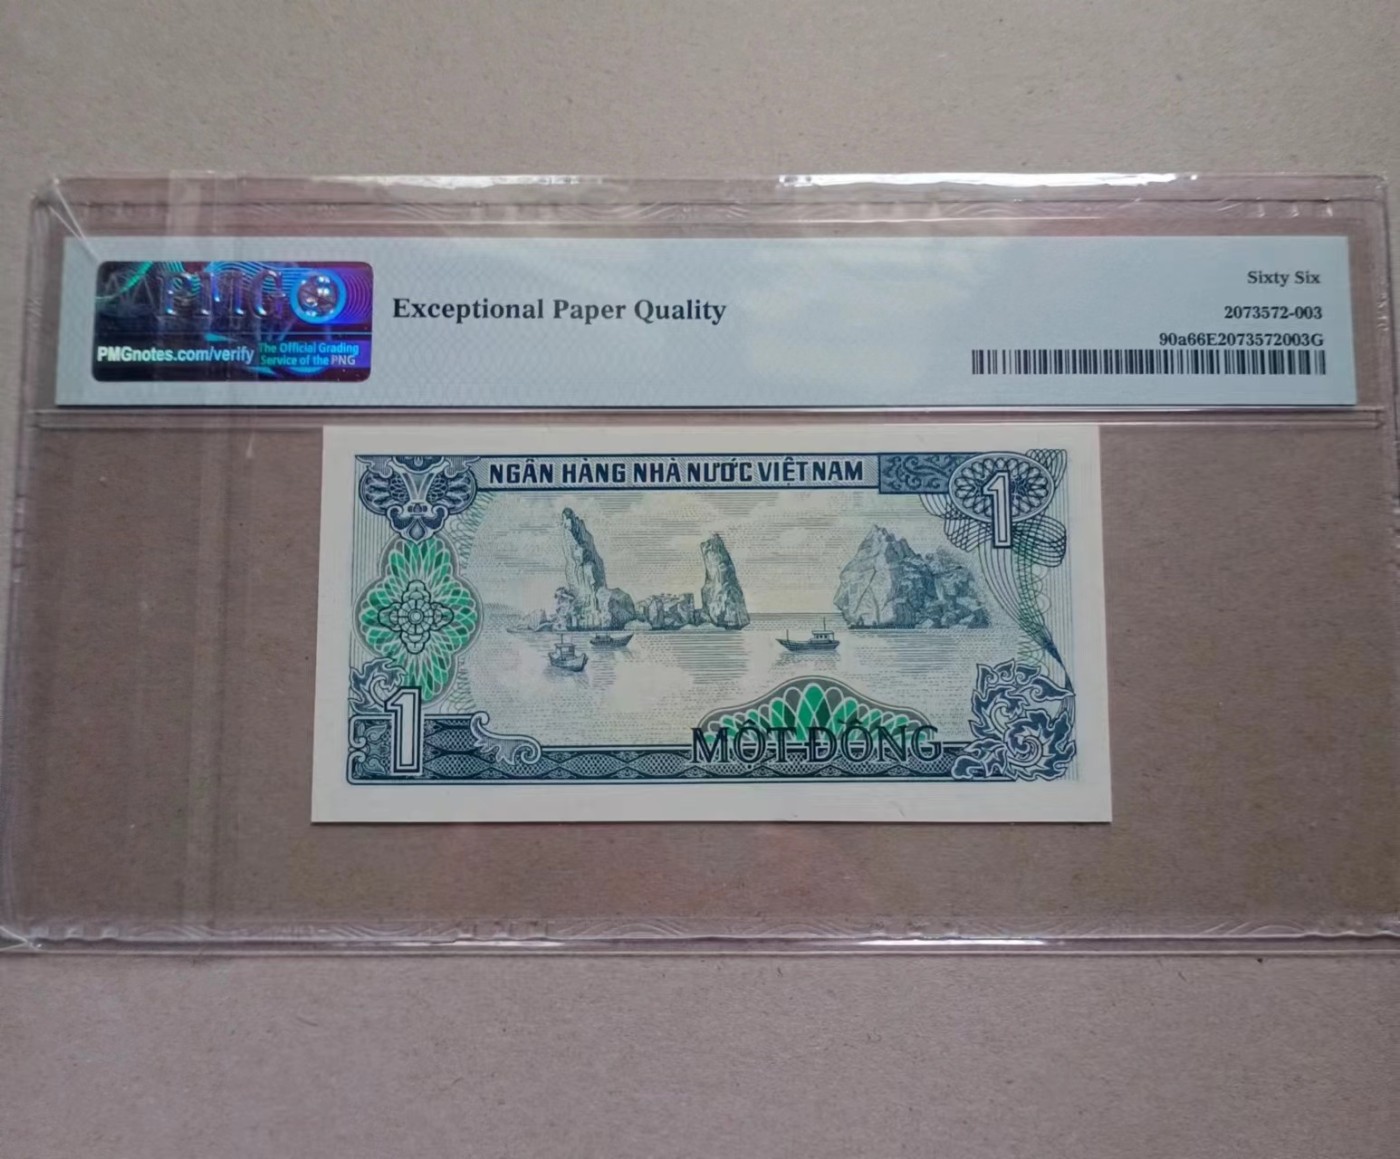 PMG
PMGnotes.com/verify
The Official Grading
Service of the PNG
Exceptional Paper Quality
Sixty Six
2073572-003
90a66E2073572003G
NGÂN HÀNG NHÀ NƯỚC VIỆT NAM
1
1
MỘT ĐỒNG